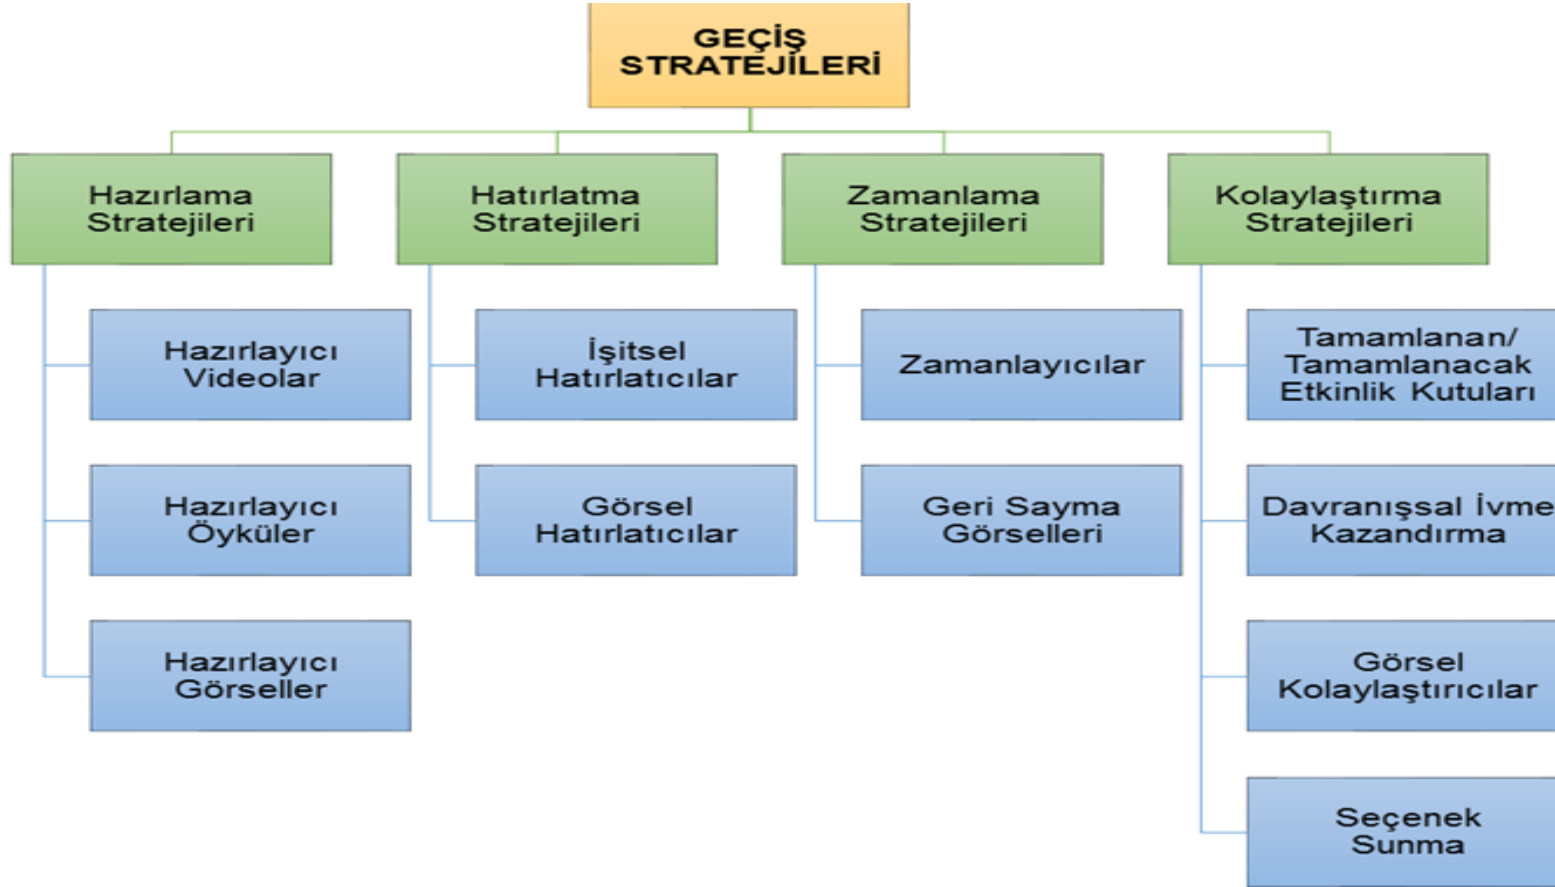 GEÇİŞ
STRATEJİLERİ
Hazırlama
Stratejileri
Hazırlayıcı
Videolar
Hazırlayıcı
Öyküler
Hazırlayıcı
Görseller
Hatırlatma
Stratejileri
İşitsel
Hatırlatıcılar
Görsel
Hatırlatıcılar
Zamanlama
Stratejileri
Zamanlayıcılar
Geri Sayma
Görselleri
Kolaylaştırma
Stratejileri
Tamamlanan/
Tamamlanacak
Etkinlik Kutuları
Davranışsal İvme
Kazandırma
Görsel
Kolaylaştırıcılar
Seçenek
Sunma